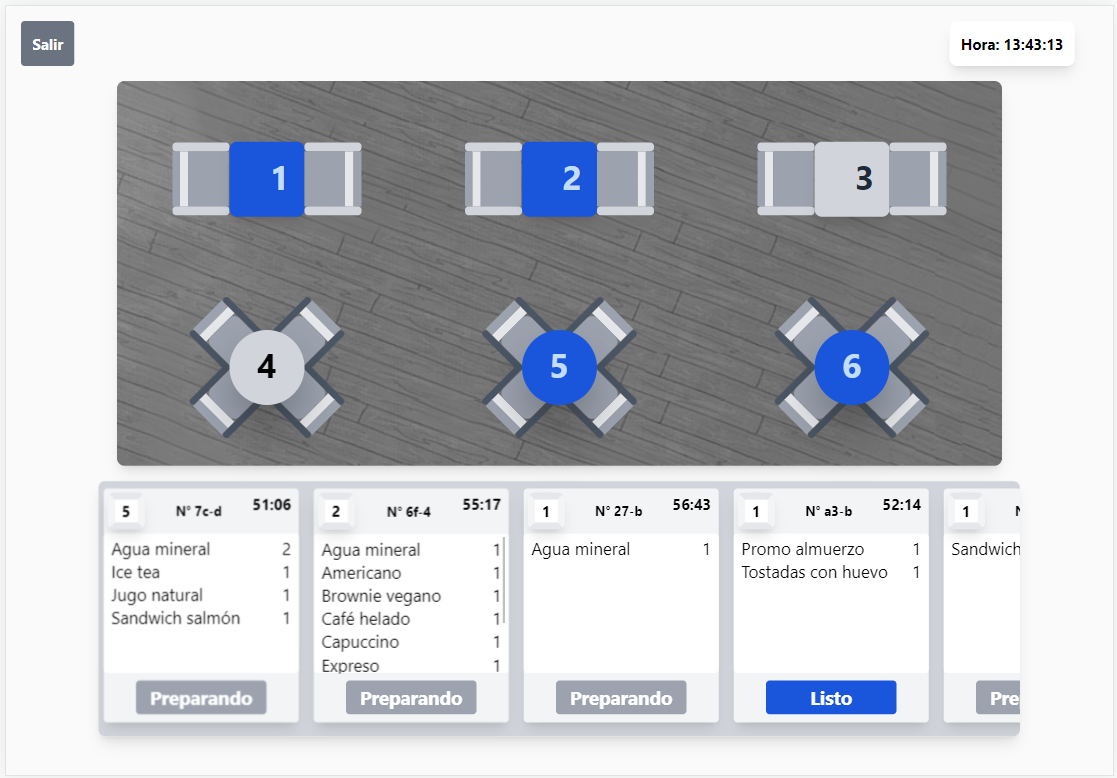 Salir
Hora: 13:43:13
1
2
3
4
5
6
5 N° 7c-d 51:06
Agua mineral 2
Ice tea 1
Jugo natural 1
Sandwich salmón 1
Preparando
2 N° 6f-4 55:17
Agua mineral 1
Americano 1
Brownie vegano 1
Café helado 1
Capuccino 1
Expreso 1
Preparando
1 N° 27-b 56:43
Agua mineral 1
Preparando
1 N° a3-b 52:14
Promo almuerzo 1
Tostadas con huevo 1
Listo
1
Sandwich
Pre